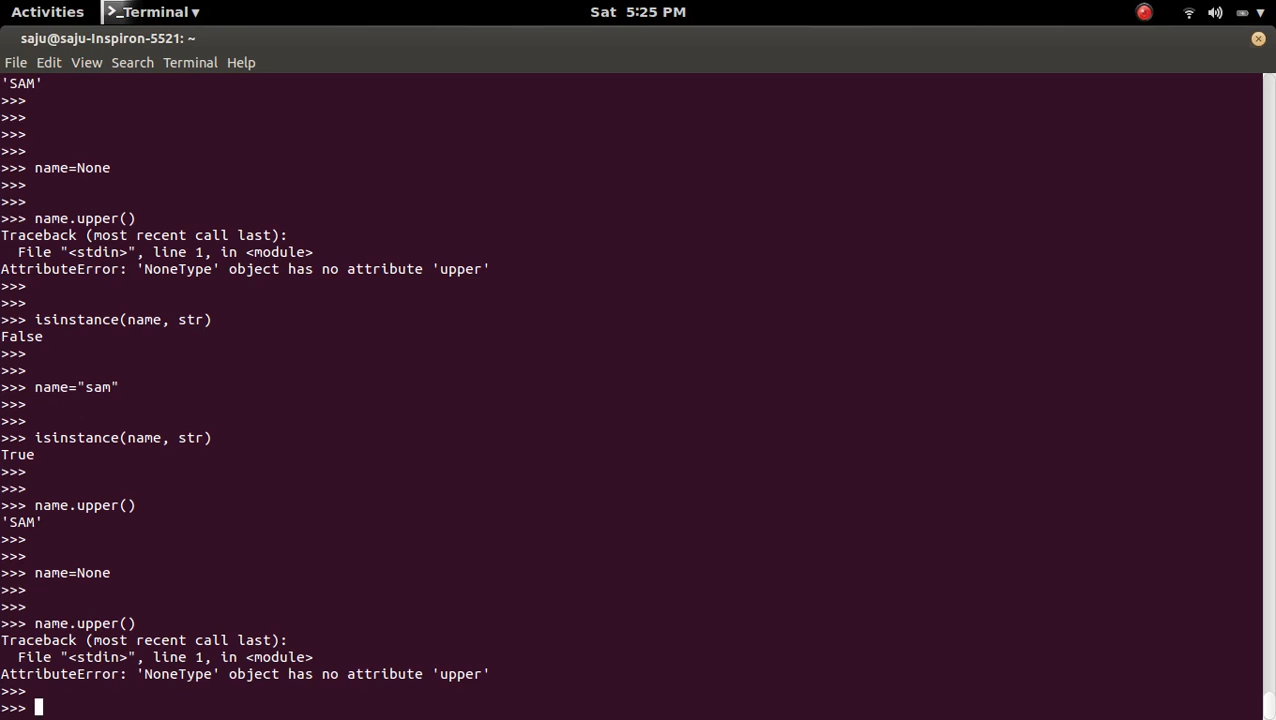 Activities >_Terminal ▾ Sat 5:25 PM
saju@saju-Inspiron-5521: ~
File Edit View Search Terminal Help
'SAM'
>>>
>>>
>>>
>>>
>>> name=None
>>>
>>>
>>> name.upper()
Traceback (most recent call last):
  File "<stdin>", line 1, in <module>
AttributeError: 'NoneType' object has no attribute 'upper'
>>>
>>>
>>> isinstance(name, str)
False
>>>
>>>
>>> name="sam"
>>>
>>>
>>> isinstance(name, str)
True
>>>
>>>
>>> name.upper()
'SAM'
>>>
>>>
>>> name=None
>>>
>>>
>>> name.upper()
Traceback (most recent call last):
  File "<stdin>", line 1, in <module>
AttributeError: 'NoneType' object has no attribute 'upper'
>>>
>>>